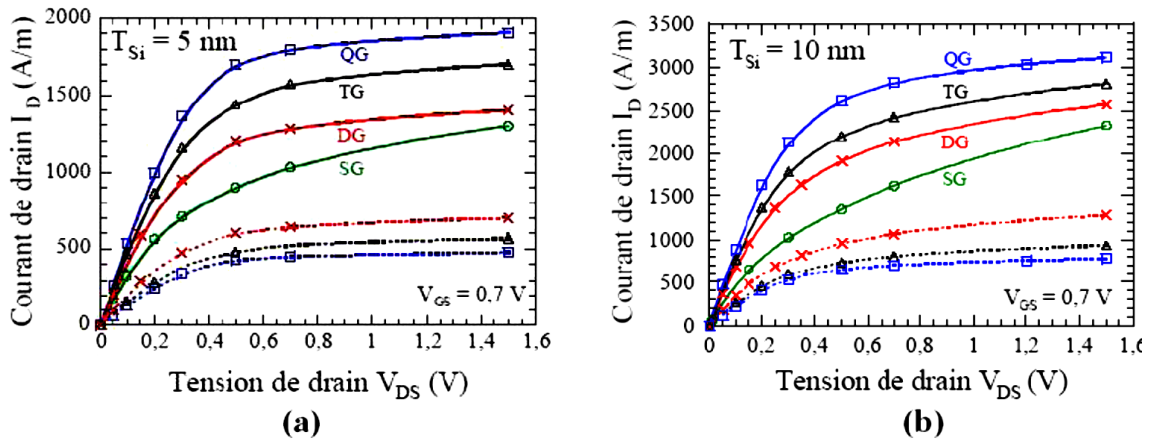 Courant de drain I_D (A/m)
2000
1500
1000
500
0
T_Si = 5 nm
QG
TG
DG
SG
V_GS = 0,7 V
0 0,2 0,4 0,6 0,8 1 1,2 1,4 1,6
Tension de drain V_DS (V)
(a)
Courant de drain I_D (A/m)
3500
3000
2500
2000
1500
1000
500
0
T_Si = 10 nm
QG
TG
DG
SG
V_GS = 0,7 V
0 0,2 0,4 0,6 0,8 1 1,2 1,4 1,6
Tension de drain V_DS (V)
(b)